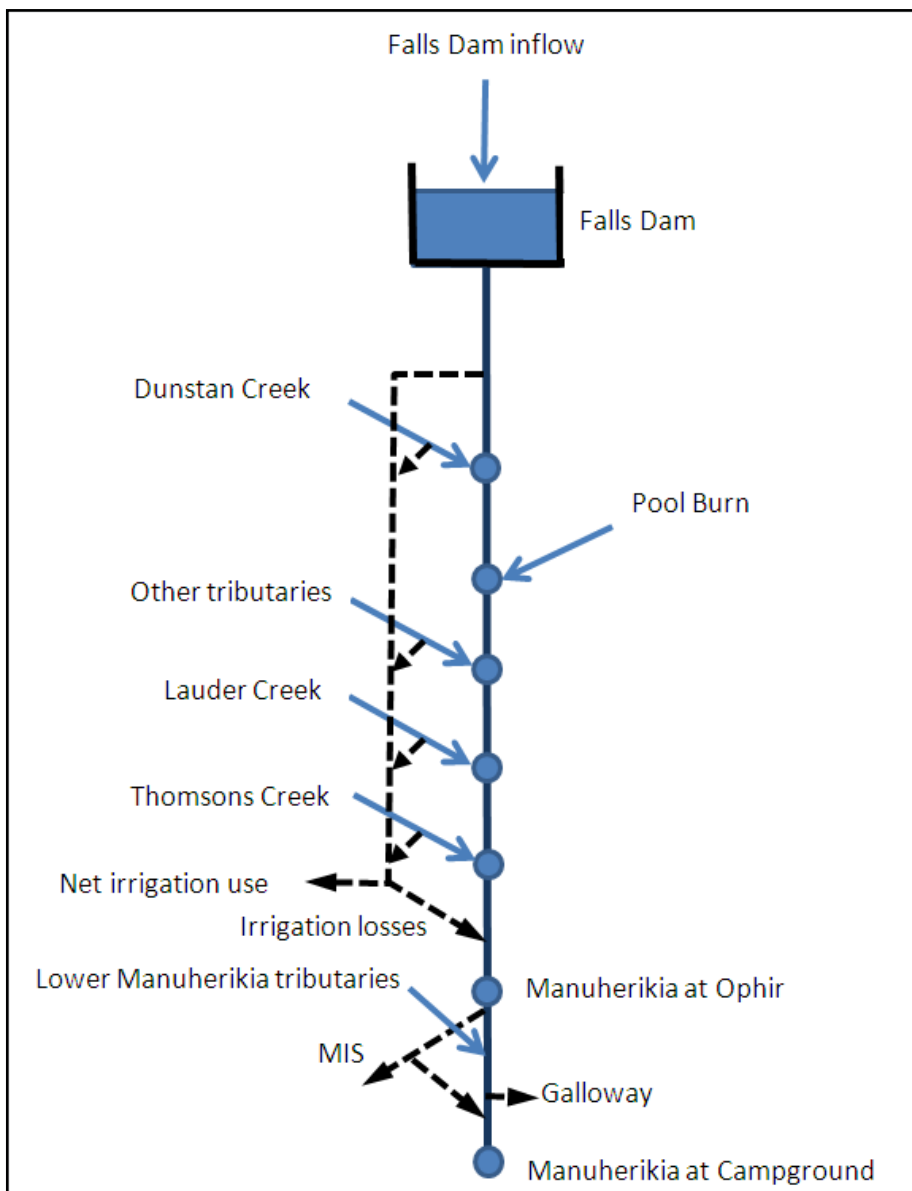 Falls Dam inflow
Falls Dam
Dunstan Creek
Pool Burn
Other tributaries
Lauder Creek
Thomsons Creek
Net irrigation use
Irrigation losses
Lower Manuherikia tributaries
Manuherikia at Ophir
MIS
Galloway
Manuherikia at Campground